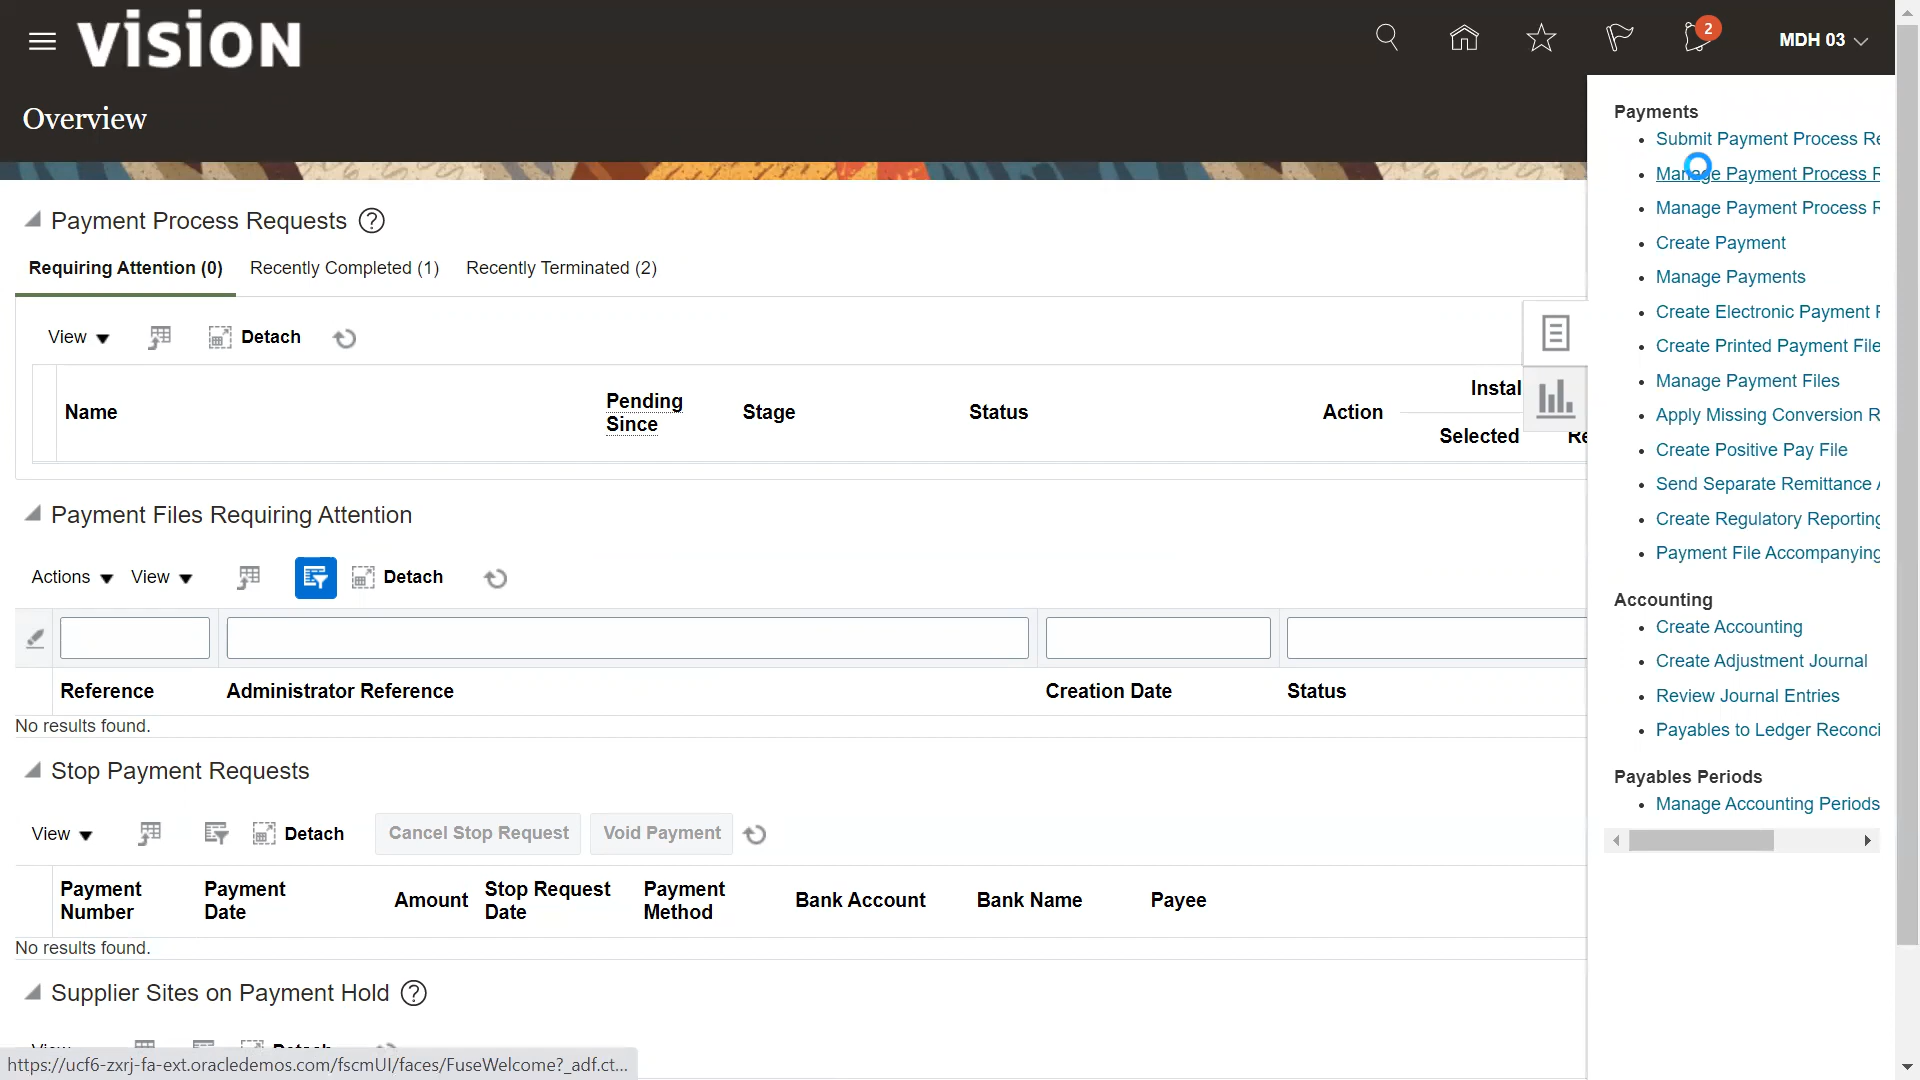 vision
2
MDH 03
Overview
Payments
Submit Payment Process Re
Manage Payment Process R
Manage Payment Process R
Create Payment
Manage Payments
Create Electronic Payment F
Create Printed Payment File
Manage Payment Files
Apply Missing Conversion R
Create Positive Pay File
Send Separate Remittance A
Create Regulatory Reporting
Payment File Accompanying
Accounting
Create Accounting
Create Adjustment Journal
Review Journal Entries
Payables to Ledger Reconci
Payables Periods
Manage Accounting Periods
Payment Process Requests ?
Requiring Attention (0) Recently Completed (1) Recently Terminated (2)
View Detach
Name Pending Since Stage Status Action Instal
Selected Re
Payment Files Requiring Attention
Actions View Detach
Reference Administrator Reference Creation Date Status
No results found.
Stop Payment Requests
View Detach Cancel Stop Request Void Payment
Payment Number Payment Date Amount Stop Request Date Payment Method Bank Account Bank Name Payee
No results found.
Supplier Sites on Payment Hold ?
View Detach
https://ucf6-zxrj-fa-ext.oracledemos.com/fscmUI/faces/FuseWelcome?_adf.ct...